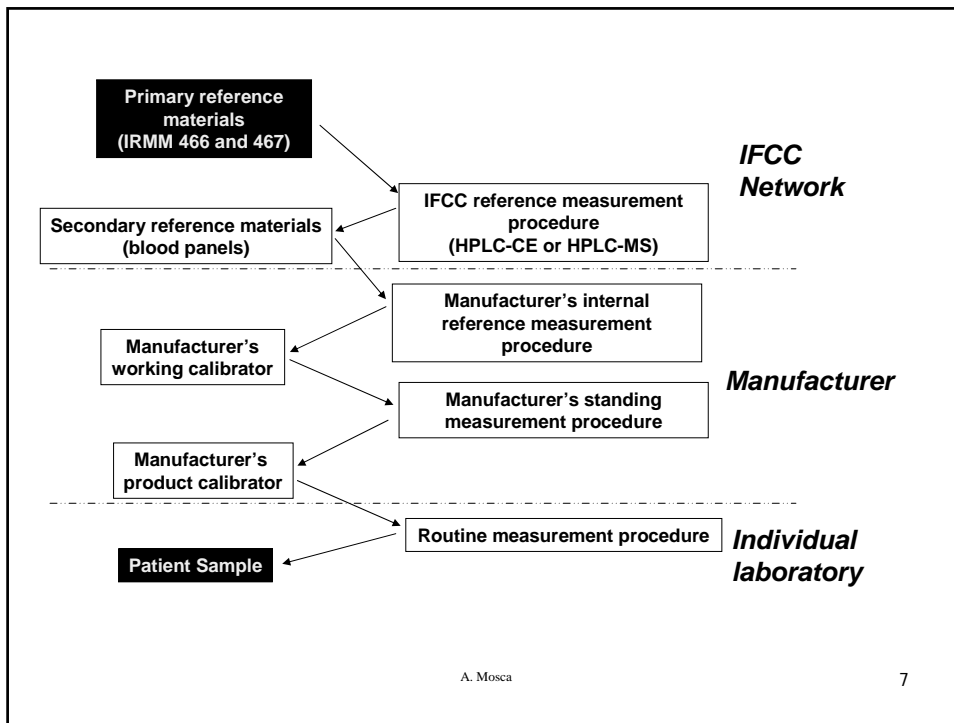 Primary reference
materials
(IRMM 466 and 467)
IFCC
Network
IFCC reference measurement
procedure
(HPLC-CE or HPLC-MS)
Secondary reference materials
(blood panels)
Manufacturer’s internal
reference measurement
procedure
Manufacturer’s
working calibrator
Manufacturer
Manufacturer’s standing
measurement procedure
Manufacturer’s
product calibrator
Routine measurement procedure
Individual
laboratory
Patient Sample
A. Mosca
7